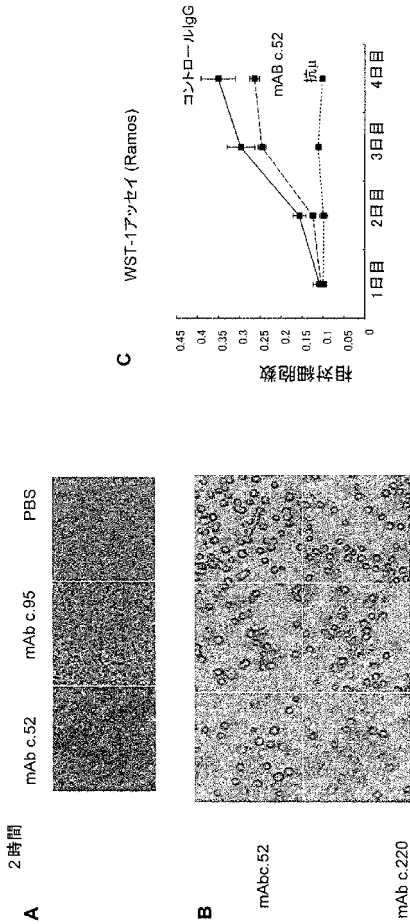 2時間
A
mAb c.52
mAb c.95
PBS
B
mAbc.52
mAb c.220
C
WST-1アッセイ (Ramos)
相対細胞数
0.45
0.4
0.35
0.3
0.25
0.2
0.15
0.1
0.05
0
1日目
2日目
3日目
4日目
コントロールIgG
mAB c.52
抗μ